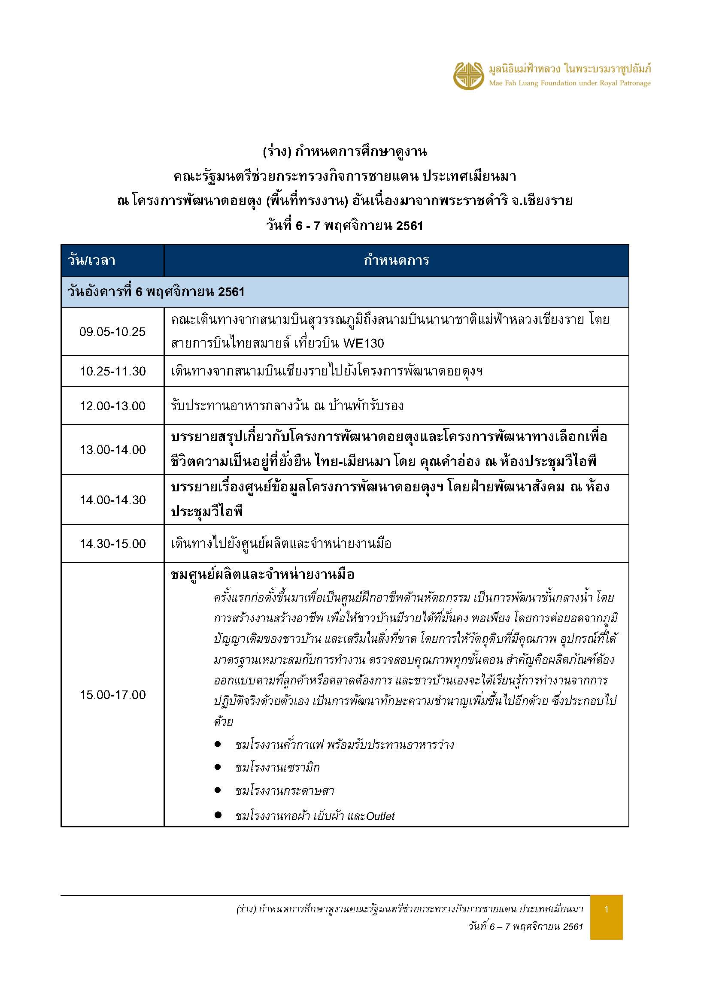 มูลนิธิแม่ฟ้าหลวง ในพระบรมราชูปถัมภ์
Mae Fah Luang Foundation under Royal Patronage
(ร่าง) กำหนดการศึกษาดูงาน
คณะรัฐมนตรีช่วยกระทรวงกิจการชายแดน ประเทศเมียนมา
ณ โครงการพัฒนาดอยตุง (พื้นที่ทรงงาน) อันเนื่องมาจากพระราชดำริ จ.เชียงราย
วันที่ 6 - 7 พฤศจิกายน 2561
วัน/เวลา กำหนดการ
วันอังคารที่ 6 พฤศจิกายน 2561
09.05-10.25
คณะเดินทางจากสนามบินสุวรรณภูมิถึงสนามบินนานาชาติแม่ฟ้าหลวงเชียงราย โดย
สายการบินไทยสมายล์ เที่ยวบิน WE130
10.25-11.30 เดินทางจากสนามบินเชียงรายไปยังโครงการพัฒนาดอยตุงฯ
12.00-13.00 รับประทานอาหารกลางวัน ณ บ้านพักรับรอง
13.00-14.00
บรรยายสรุปเกี่ยวกับโครงการพัฒนาดอยตุงและโครงการพัฒนาทางเลือกเพื่อ
ชีวิตความเป็นอยู่ที่ยั่งยืน ไทย-เมียนมา โดย คุณคำอ่อง ณ ห้องประชุมวีไอพี
14.00-14.30
บรรยายเรื่องศูนย์ข้อมูลโครงการพัฒนาดอยตุงฯ โดยฝ่ายพัฒนาสังคม ณ ห้อง
ประชุมวีไอพี
14.30-15.00 เดินทางไปยังศูนย์ผลิตและจำหน่ายงานมือ
15.00-17.00
ชมศูนย์ผลิตและจำหน่ายงานมือ
ครั้งแรกก่อตั้งขึ้นมาเพื่อเป็นศูนย์ฝึกอาชีพด้านหัตถกรรม เป็นการพัฒนาขั้นกลางน้ำ โดย
การสร้างงานสร้างอาชีพ เพื่อให้ชาวบ้านมีรายได้ที่มั่นคง พอเพียง โดยการต่อยอดจากภูมิ
ปัญญาเดิมของชาวบ้าน และเสริมในสิ่งที่ขาด โดยการให้วัตถุดิบที่มีคุณภาพ อุปกรณ์ที่ได้
มาตรฐานเหมาะสมกับการทำงาน ตรวจสอบคุณภาพทุกขั้นตอน สำคัญคือผลิตภัณฑ์ต้อง
ออกแบบตามที่ลูกค้าหรือตลาดต้องการ และชาวบ้านเองจะได้เรียนรู้การทำงานจากการ
ปฏิบัติจริงด้วยตัวเอง เป็นการพัฒนาทักษะความชำนาญเพิ่มขึ้นไปอีกด้วย ซึ่งประกอบไป
ด้วย
● ชมโรงงานคั่วกาแฟ พร้อมรับประทานอาหารว่าง
● ชมโรงงานเซรามิก
● ชมโรงงานกระดาษสา
● ชมโรงงานทอผ้า เย็บผ้า และOutlet
(ร่าง) กำหนดการศึกษาดูงานคณะรัฐมนตรีช่วยกระทรวงกิจการชายแดน ประเทศเมียนมา 1
วันที่ 6 – 7 พฤศจิกายน 2561